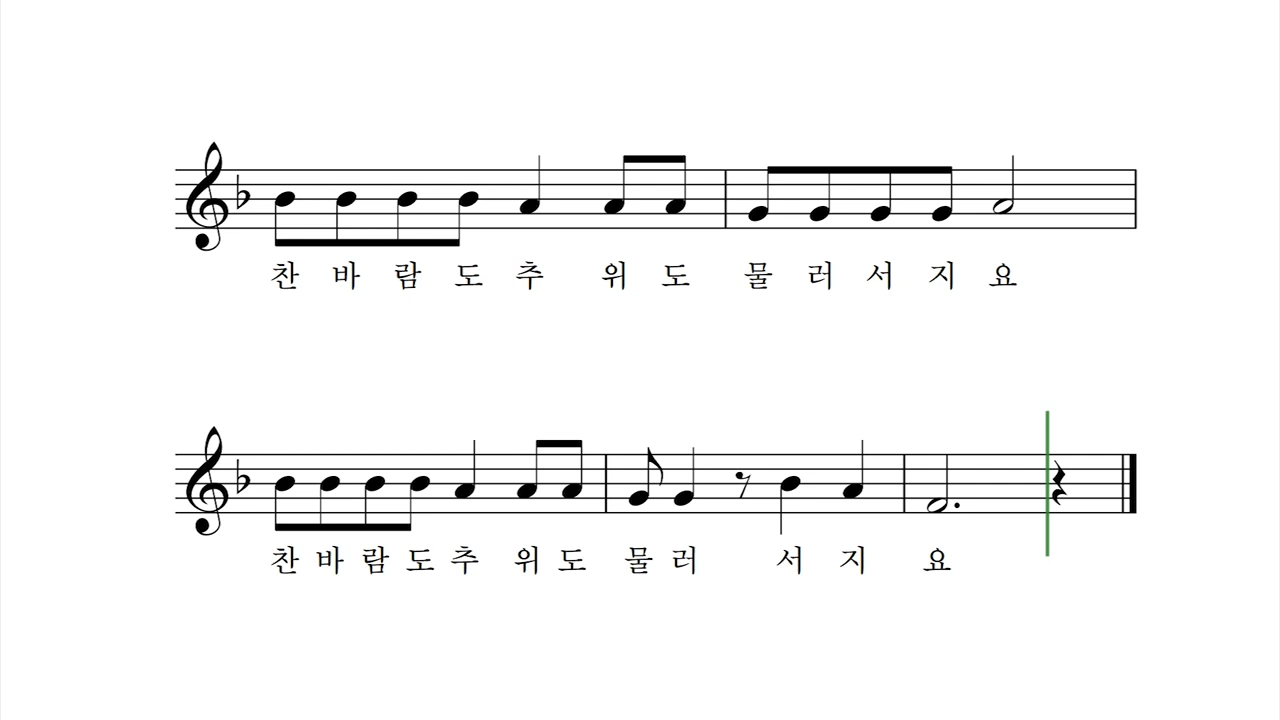 찬 바 람 도 추 위 도 물 러 서 지 요
찬 바 람 도 추 위 도 물 러 서 지 요